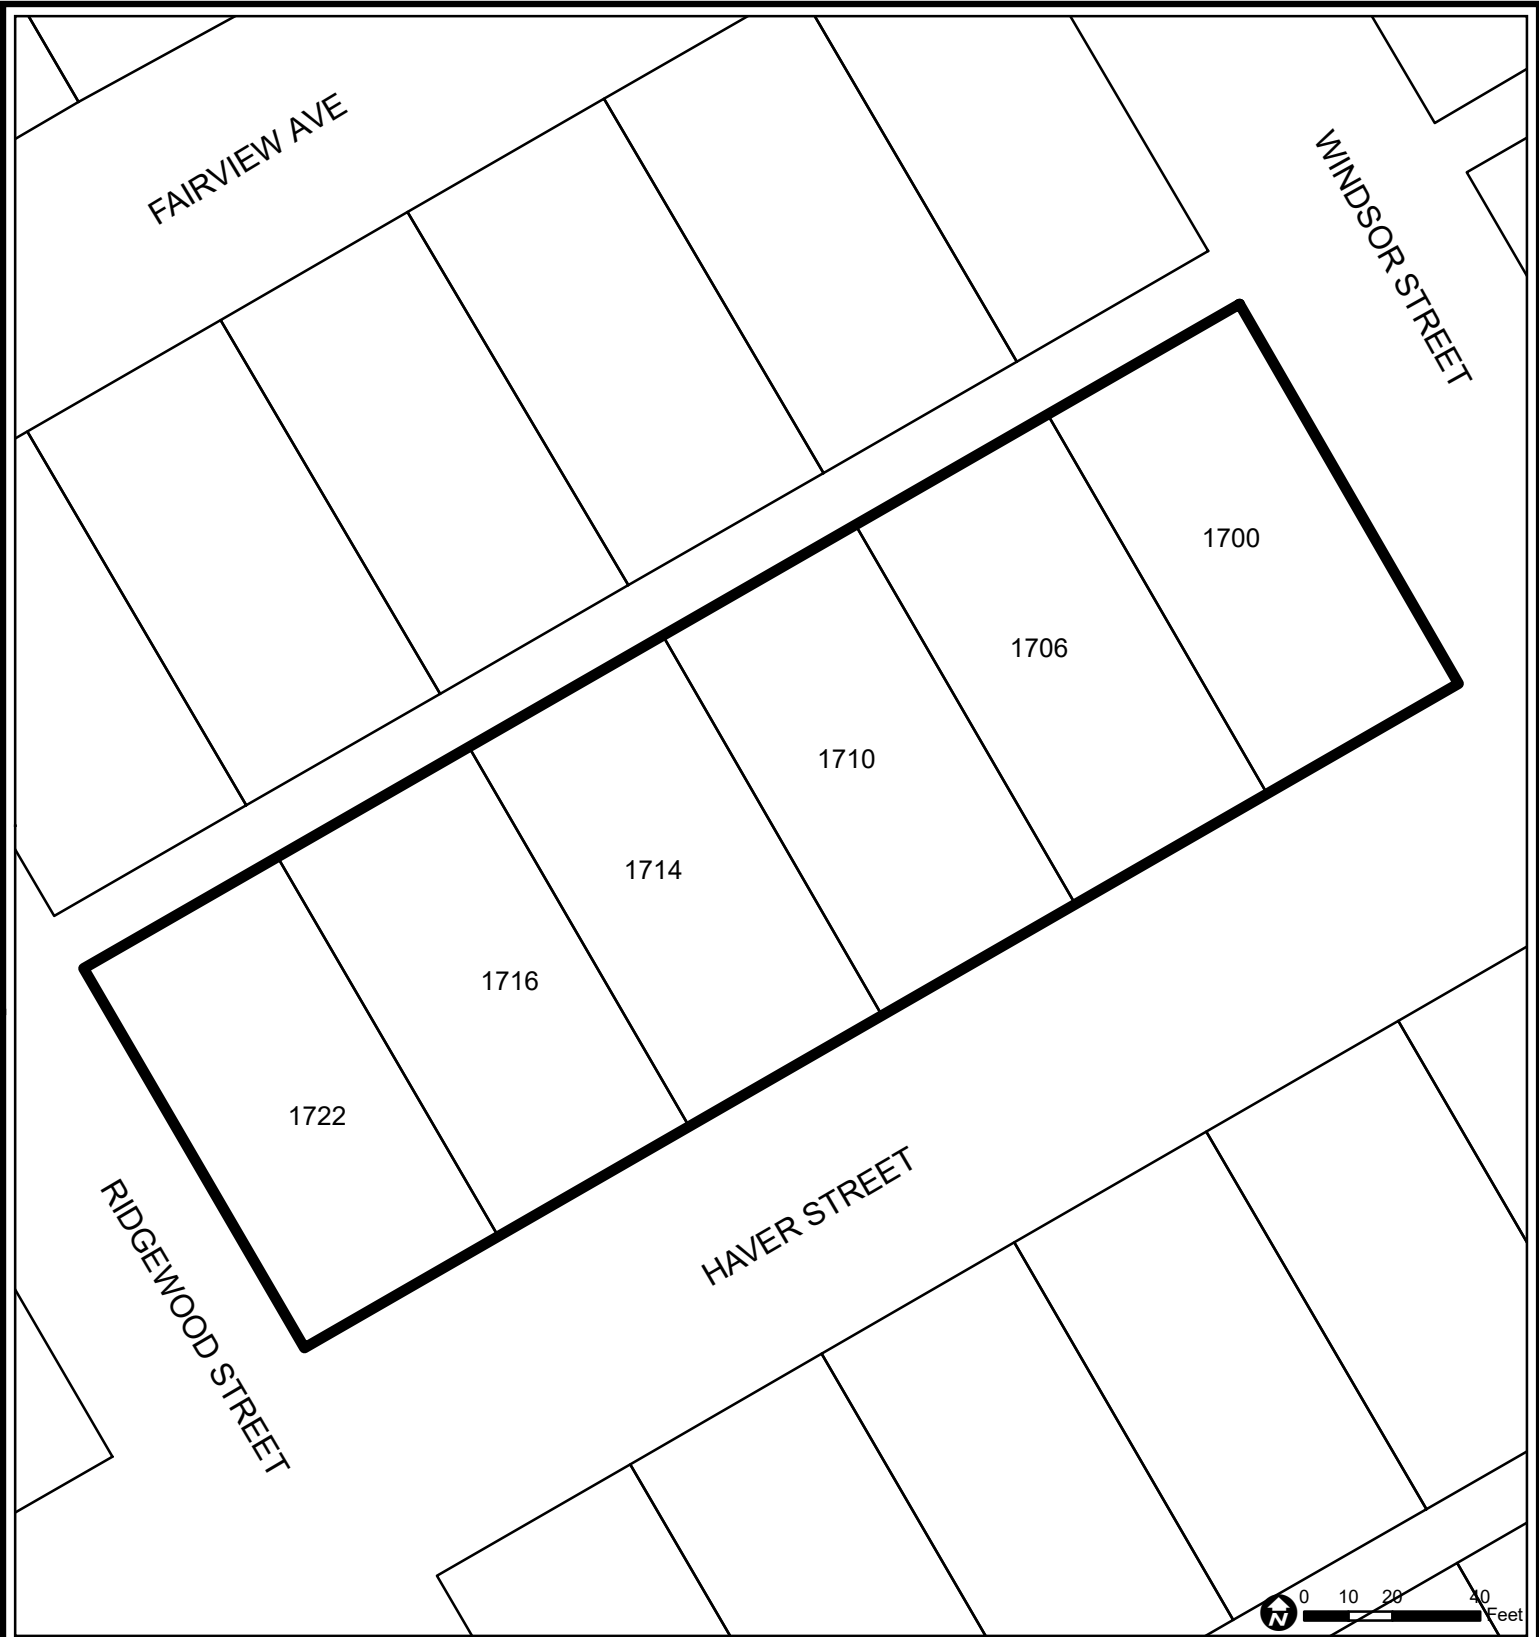 FAIRVIEW AVE
WINDSOR STREET
1700
1706
1710
1714
1716
1722
HAVER STREET
RIDGEWOOD STREET
N
0 10 20 40
Feet